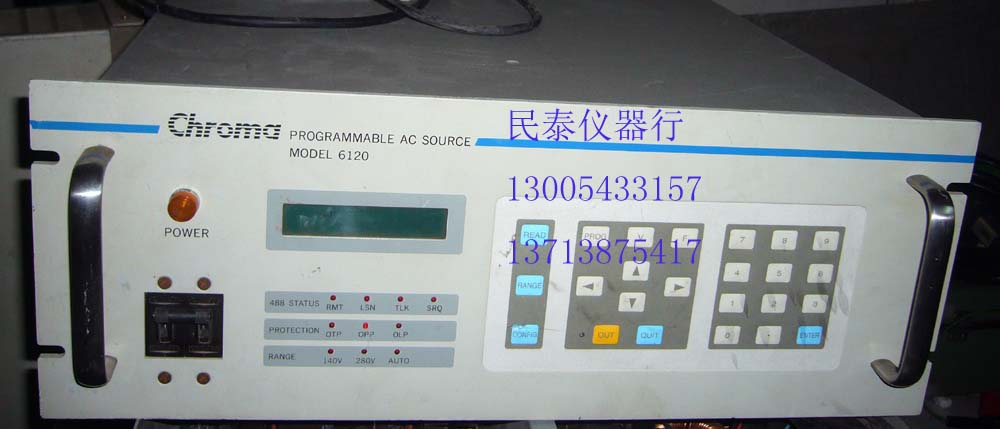 Chroma PROGRAMMABLE AC SOURCE
MODEL 6120
民泰仪器行
13005433157
13713875417
POWER
488 STATUS RMT LSN TLK SRQ
PROTECTION OTP OPP OLP
RANGE 140V 280V AUTO
READ PROG V F 7 8 9
RANGE 4 5 6
1 2 3
CONFIG OUT QUIT 0 . ENTER